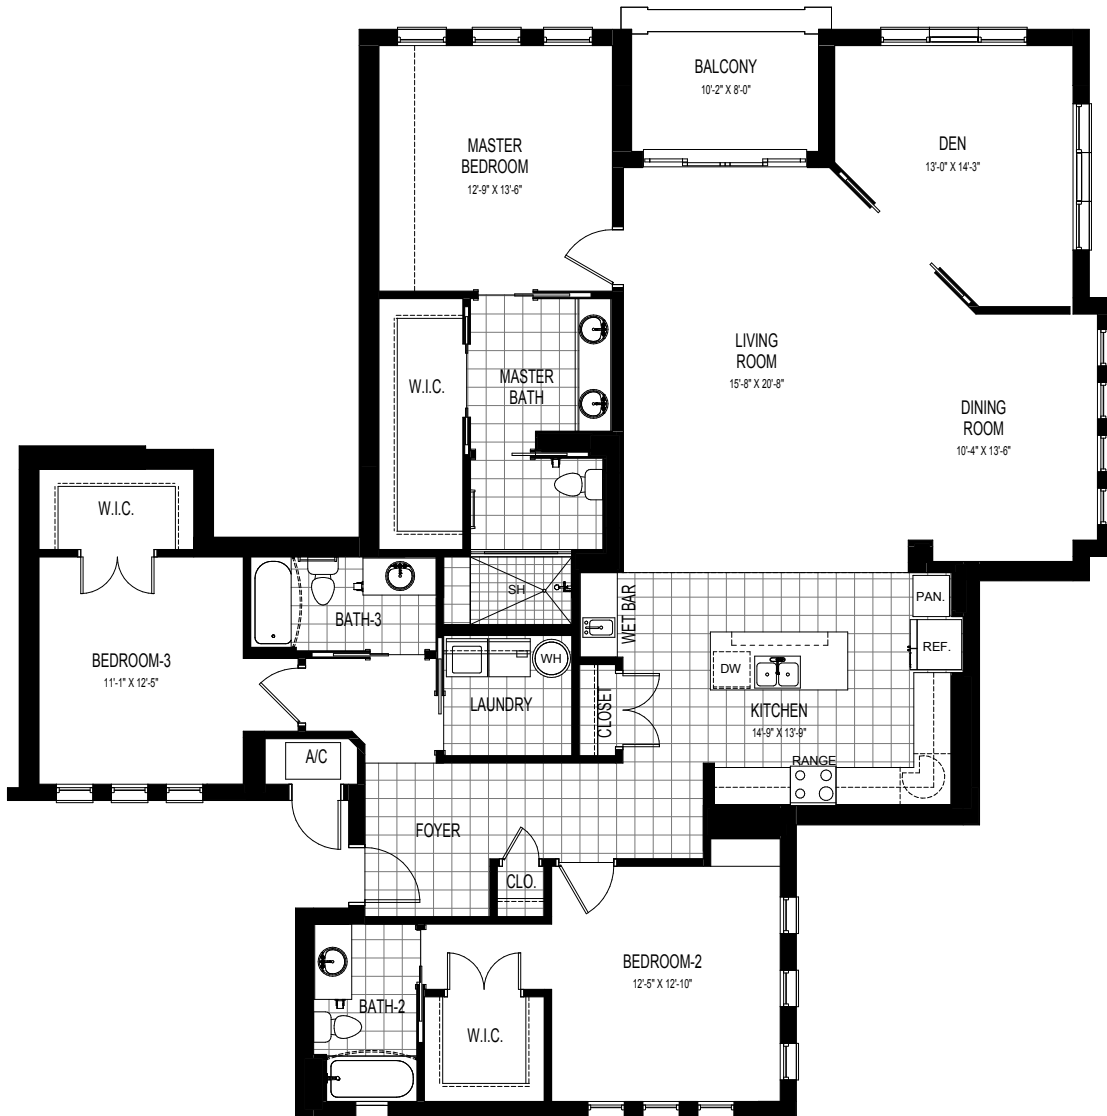 BALCONY
10'-2" X 8'-0"
DEN
13'-0" X 14'-3"
MASTER
BEDROOM
12'-9" X 13'-6"
LIVING
ROOM
15'-8" X 20'-8"
MASTER
BATH
W.I.C.
DINING
ROOM
10'-4" X 13'-6"
W.I.C.
SH
WET BAR
PAN.
BATH-3
REF.
BEDROOM-3
11'-1" X 12'-5"
WH
DW
LAUNDRY
CLOSET
KITCHEN
14'-9" X 13'-9"
A/C
RANGE
FOYER
CLO.
BEDROOM-2
12'-5" X 12'-10"
BATH-2
W.I.C.